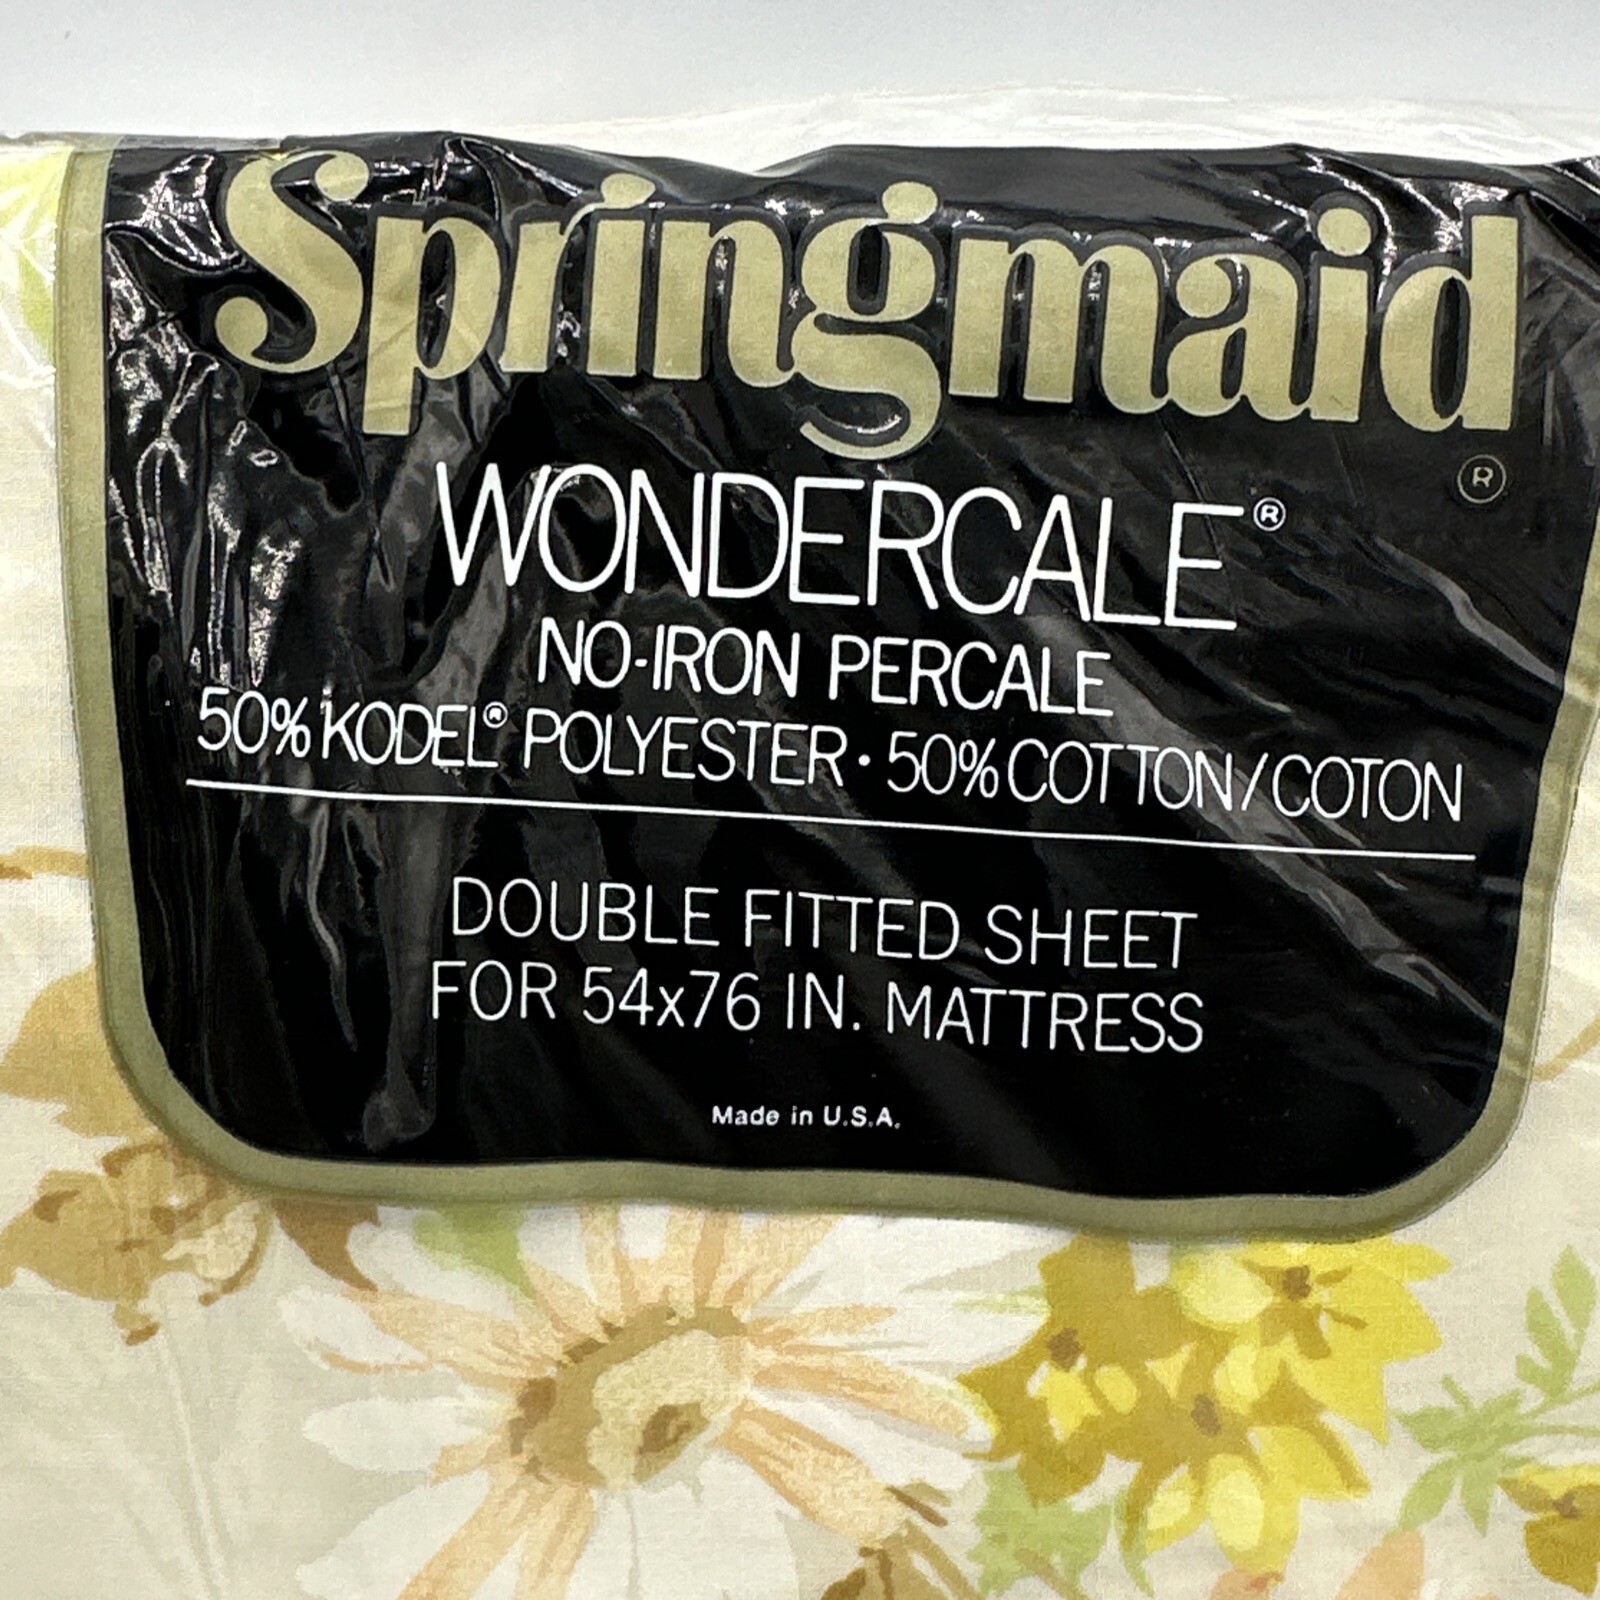 Springmaid®
WONDERCALE®
NO-IRON PERCALE
50% KODEL® POLYESTER · 50% COTTON/COTON
DOUBLE FITTED SHEET
FOR 54x76 IN. MATTRESS
Made in U.S.A.